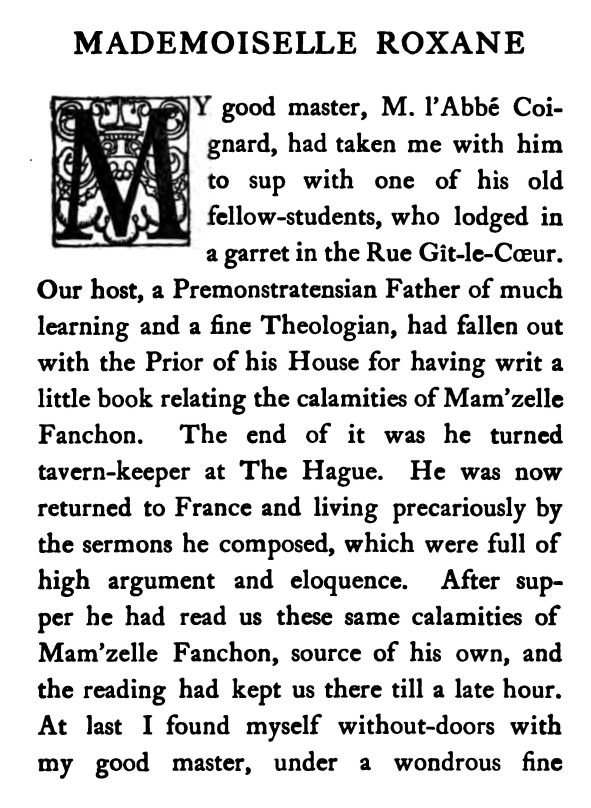 MADEMOISELLE ROXANE
MY good master, M. l'Abbé Coi-
gnard, had taken me with him
to sup with one of his old
fellow-students, who lodged in
a garret in the Rue Gît-le-Cœur.
Our host, a Premonstratensian Father of much
learning and a fine Theologian, had fallen out
with the Prior of his House for having writ a
little book relating the calamities of Mam'zelle
Fanchon. The end of it was he turned
tavern-keeper at The Hague. He was now
returned to France and living precariously by
the sermons he composed, which were full of
high argument and eloquence. After sup-
per he had read us these same calamities of
Mam'zelle Fanchon, source of his own, and
the reading had kept us there till a late hour.
At last I found myself without-doors with
my good master, under a wondrous fine